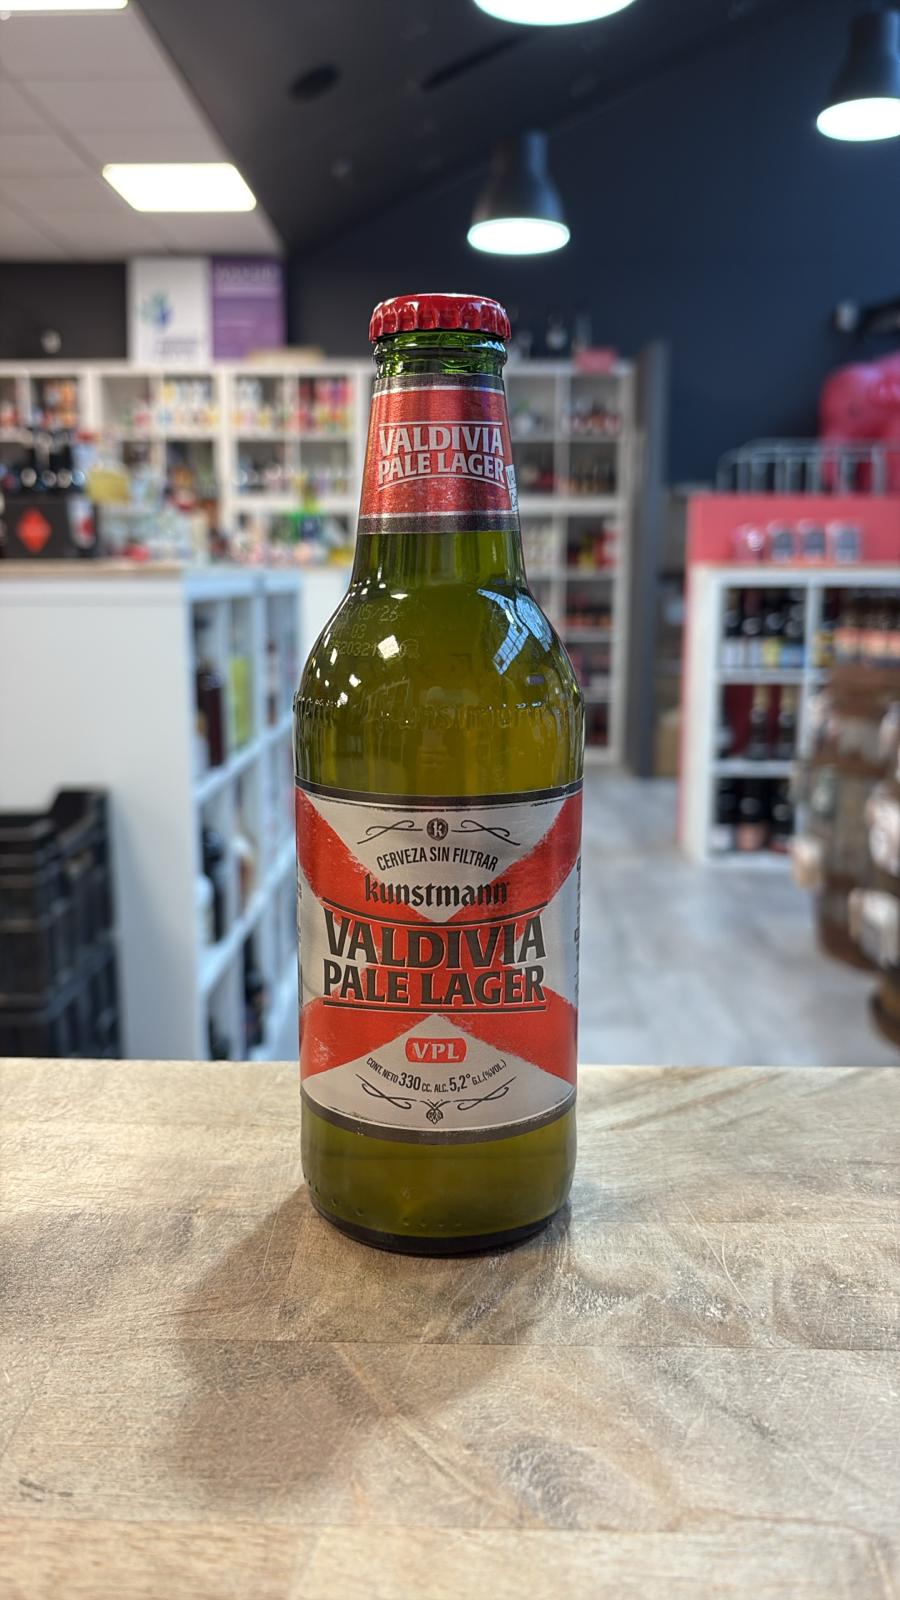 VALDIVIA
PALE LAGER
CERVEZA SIN FILTRAR
kunstmann
VALDIVIA
PALE LAGER
VPL
CONT. NETO 330 CC. ALC. 5,2° G.L.(%VOL.)